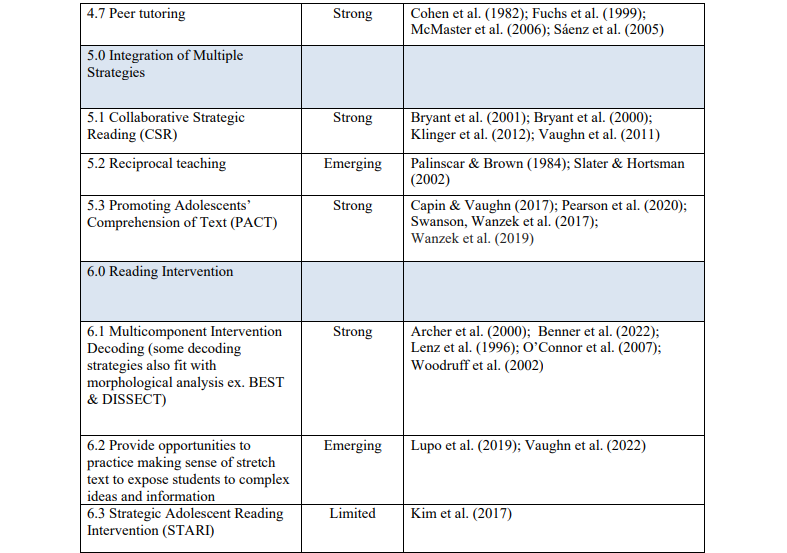 4.7 Peer tutoring
Strong
Cohen et al. (1982); Fuchs et al. (1999);
McMaster et al. (2006); Sáenz et al. (2005)
5.0 Integration of Multiple
Strategies
5.1 Collaborative Strategic
Reading (CSR)
Strong
Bryant et al. (2001); Bryant et al. (2000);
Klinger et al. (2012); Vaughn et al. (2011)
5.2 Reciprocal teaching
Emerging
Palinscar & Brown (1984); Slater & Hortsman
(2002)
5.3 Promoting Adolescents’
Comprehension of Text (PACT)
Strong
Capin & Vaughn (2017); Pearson et al. (2020);
Swanson, Wanzek et al. (2017);
Wanzek et al. (2019)
6.0 Reading Intervention
6.1 Multicomponent Intervention
Decoding (some decoding
strategies also fit with
morphological analysis ex. BEST
& DISSECT)
Strong
Archer et al. (2000);  Benner et al. (2022);
Lenz et al. (1996); O’Connor et al. (2007);
Woodruff et al. (2002)
6.2 Provide opportunities to
practice making sense of stretch
text to expose students to complex
ideas and information
Emerging
Lupo et al. (2019); Vaughn et al. (2022)
6.3 Strategic Adolescent Reading
Intervention (STARI)
Limited
Kim et al. (2017)